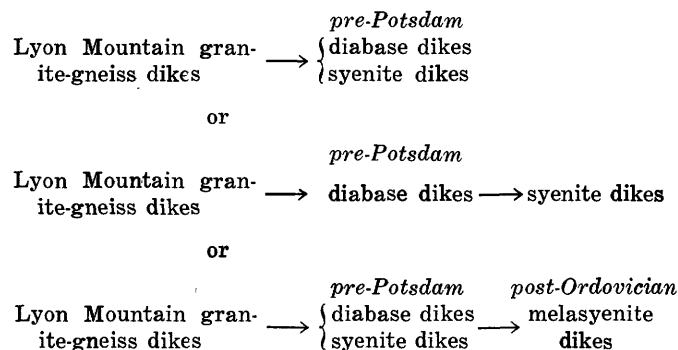 pre-Potsdam
Lyon Mountain gran-
ite-gneiss dikes
→
{diabase dikes
syenite dikes
or
pre-Potsdam
Lyon Mountain gran-
ite-gneiss dikes
→ diabase dikes → syenite dikes
or
pre-Potsdam post-Ordovician
Lyon Mountain gran-
ite-gneiss dikes
→
{diabase dikes
syenite dikes
→
melasyenite
dikes